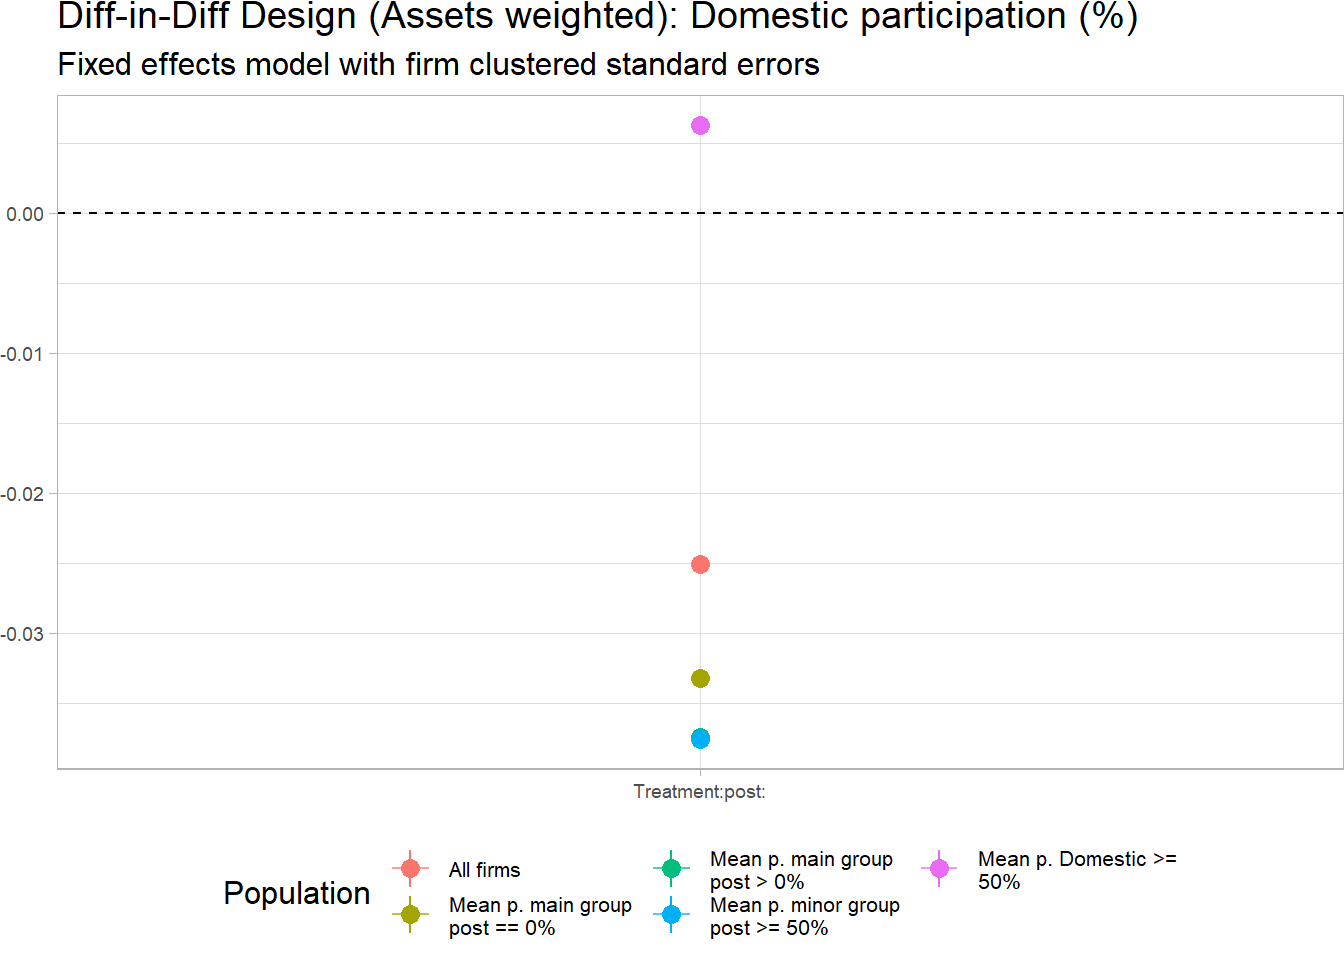 Diff-in-Diff Design (Assets weighted): Domestic participation (%)
Fixed effects model with firm clustered standard errors
0.00
-0.01
-0.02
-0.03
Treatment:post:
Population
All firms
Mean p. main group
post == 0%
Mean p. main group
post > 0%
Mean p. minor group
post >= 50%
Mean p. Domestic >=
50%